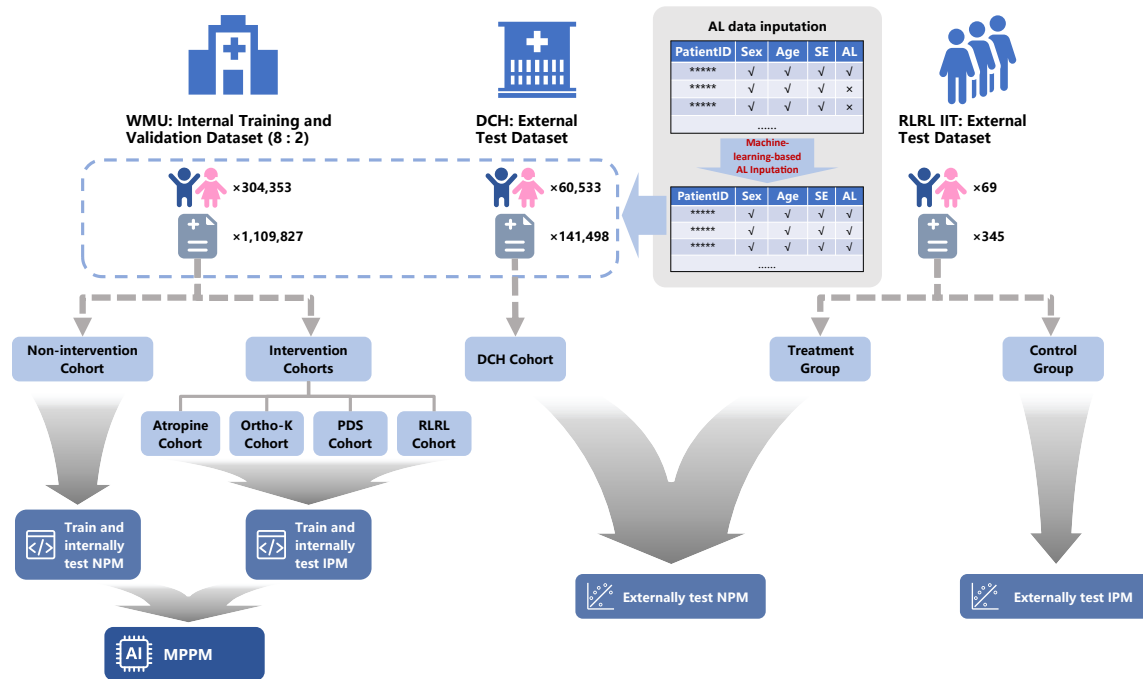 WMU: Internal Training and
Validation Dataset (8 : 2)
×304,353
×1,109,827
DCH: External
Test Dataset
×60,533
×141,498
AL data inputation
PatientID Sex Age SE AL
***** √ √ √ √
***** √ √ √ ×
***** √ √ √ ×
......
Machine-
learning-based
AL Inputation
PatientID Sex Age SE AL
***** √ √ √ √
***** √ √ √ √
***** √ √ √ √
......
RLRL IIT: External
Test Dataset
×69
×345
Non-intervention
Cohort
Intervention
Cohorts
DCH Cohort
Treatment
Group
Control
Group
Atropine
Cohort
Ortho-K
Cohort
PDS
Cohort
RLRL
Cohort
Train and
internally
test NPM
Train and
internally
test IPM
Externally test NPM
Externally test IPM
AI
MPPM